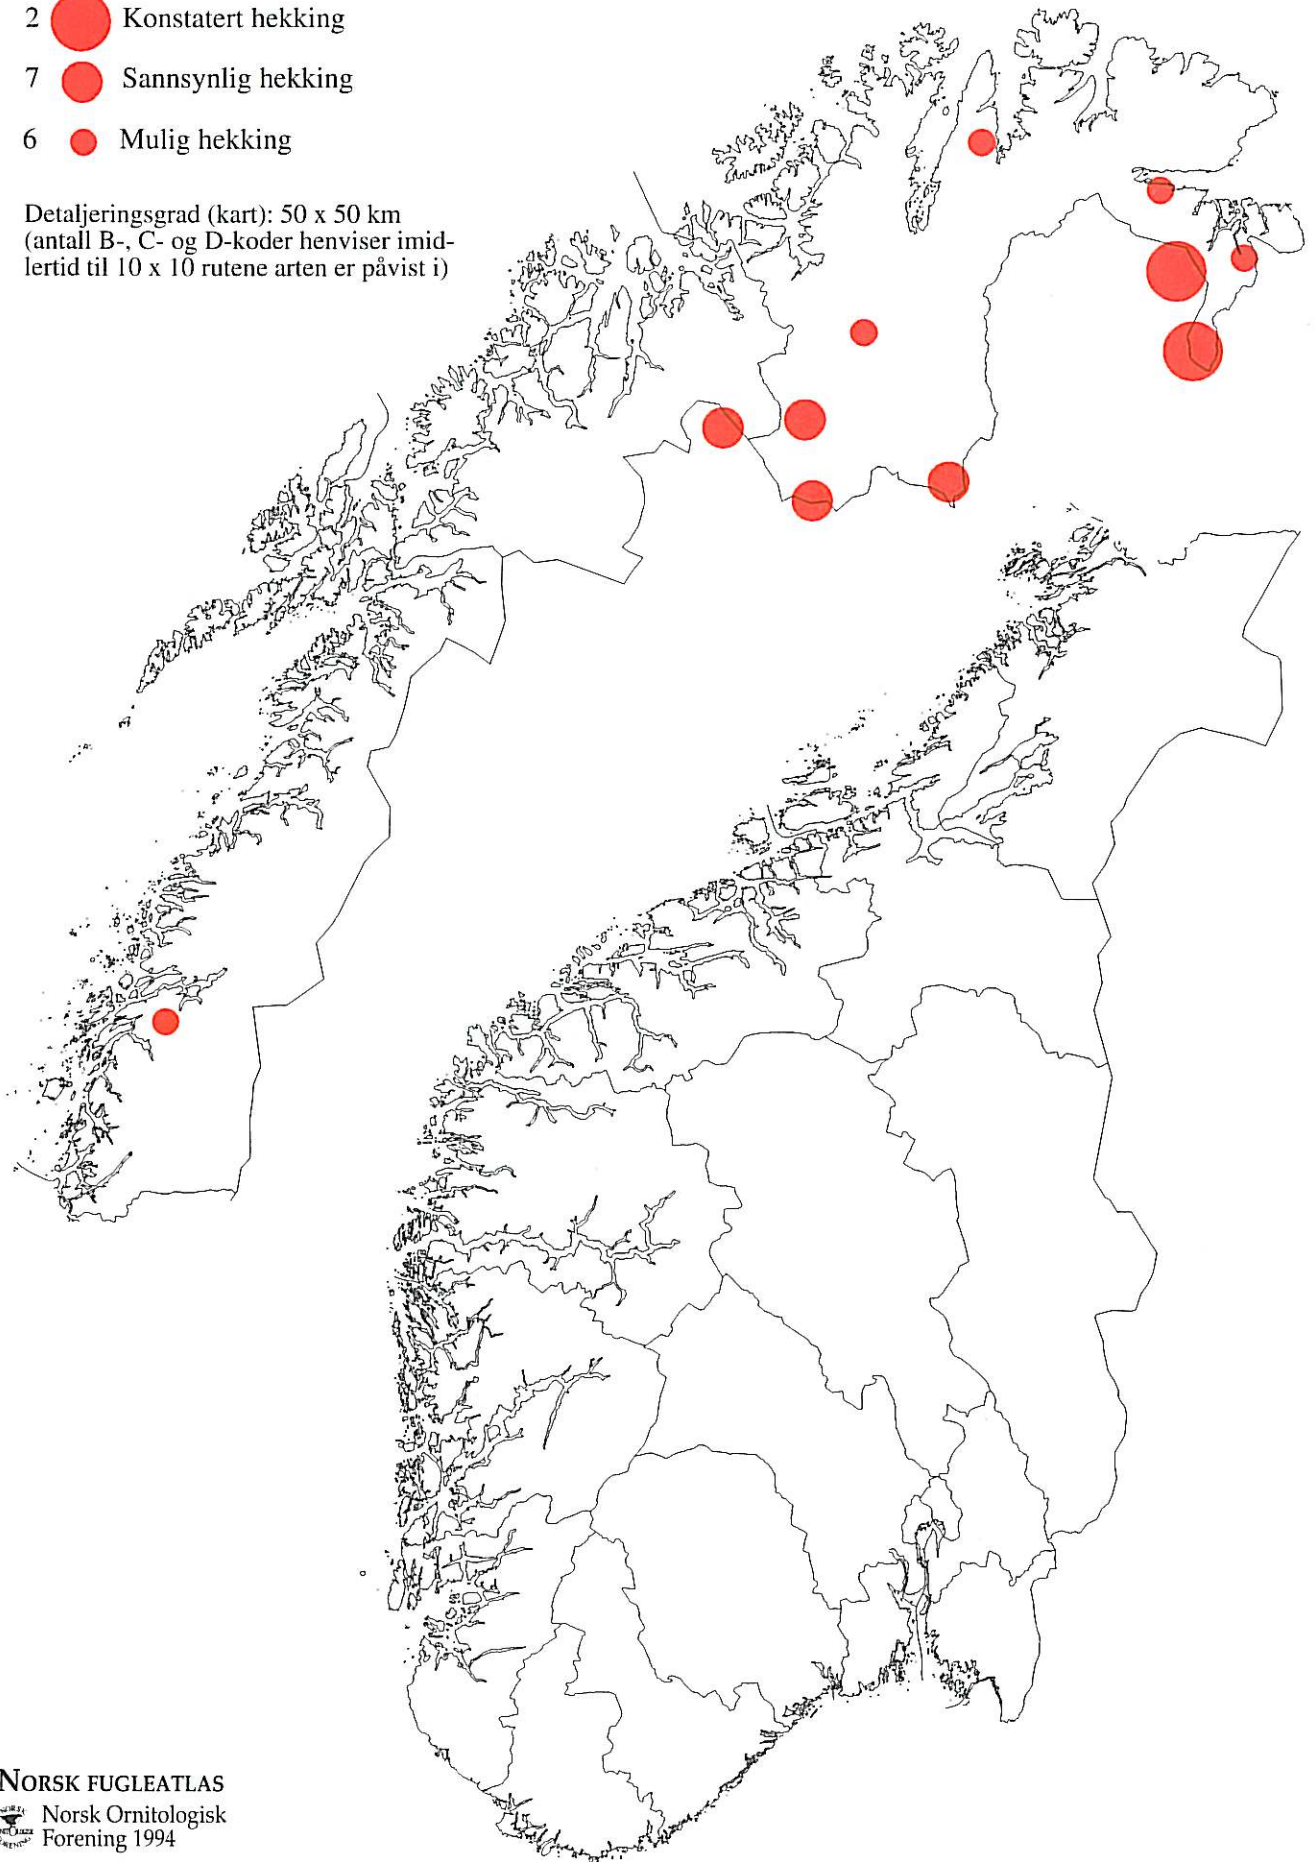 2 Konstatert hekking
7 Sannsynlig hekking
6 Mulig hekking
Detaljeringsgrad (kart): 50 x 50 km
(antall B-, C- og D-koder henviser imid-
lertid til 10 x 10 rutene arten er påvist i)
NORSK FUGLEATLAS
Norsk Ornitologisk
Forening 1994